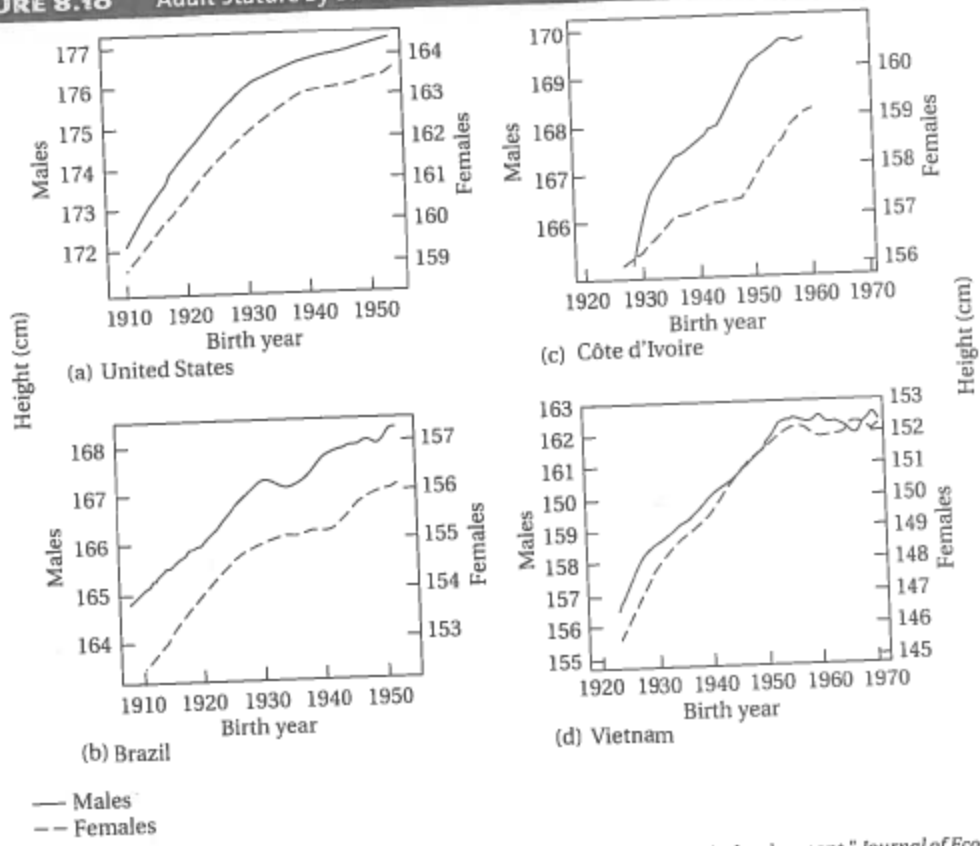 URE 8.10 Adult Stature by
177
176
175
174
173
172
Males
164
163
162
161
160
159
Females
1910 1920 1930 1940 1950
Birth year
(a) United States
170
169
168
167
166
Males
160
159
158
157
156
Females
1920 1930 1940 1950 1960 1970
Birth year
(c) Côte d'Ivoire
Height (cm)
Height (cm)
168
167
166
165
164
Males
157
156
155
154
153
Females
1910 1920 1930 1940 1950
Birth year
(b) Brazil
163
162
161
150
159
158
157
156
155
Males
153
152
151
150
149
148
147
146
145
Females
1920 1930 1940 1950 1960 1970
Birth year
(d) Vietnam
Males
Females
Journal of Eco